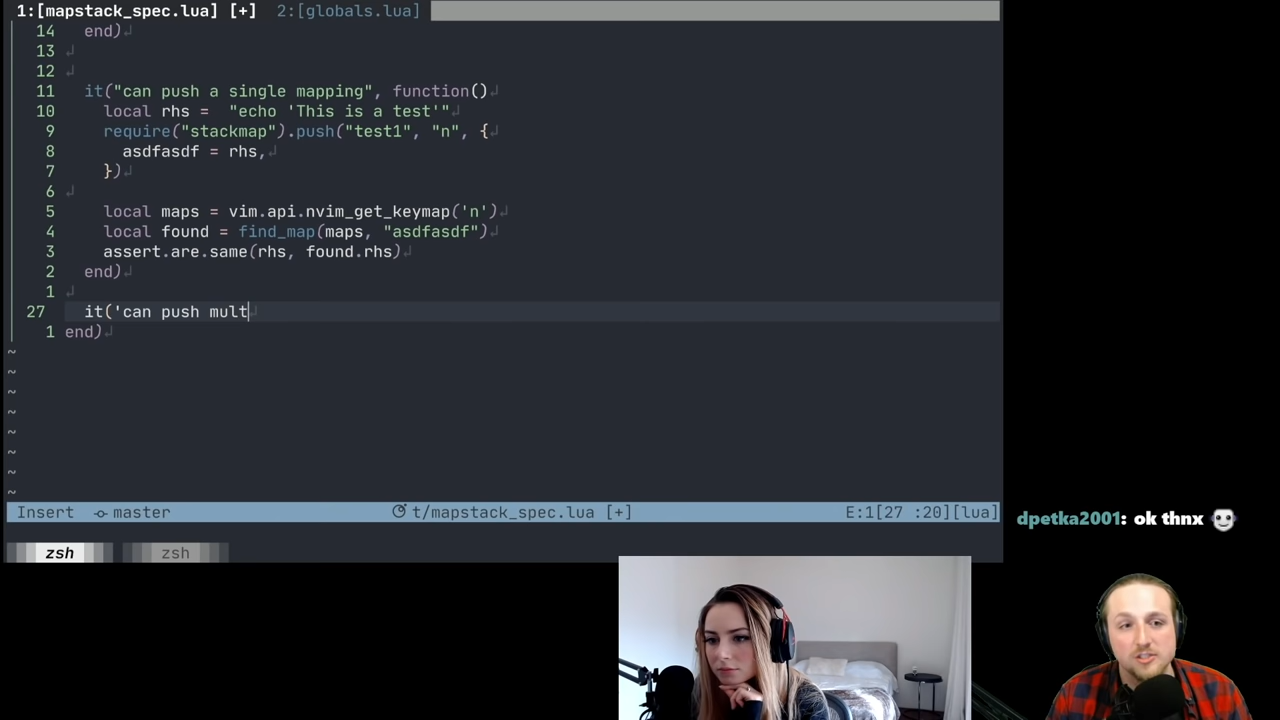 1:[mapstack_spec.lua] [+] 2:[globals.lua]
14 end)
13
12
11 it("can push a single mapping", function()
10 local rhs =  "echo 'This is a test'"
9 require("stackmap").push("test1", "n", {
8 asdfasdf = rhs,
7 })
6
5 local maps = vim.api.nvim_get_keymap('n')
4 local found = find_map(maps, "asdfasdf")
3 assert.are.same(rhs, found.rhs)
2 end)
1
27 it('can push mult
1 end)
~
~
~
~
~
~
~
~
Insert master t/mapstack_spec.lua [+] E:1[27 :20][lua]
zsh zsh
dpetka2001: ok thnx